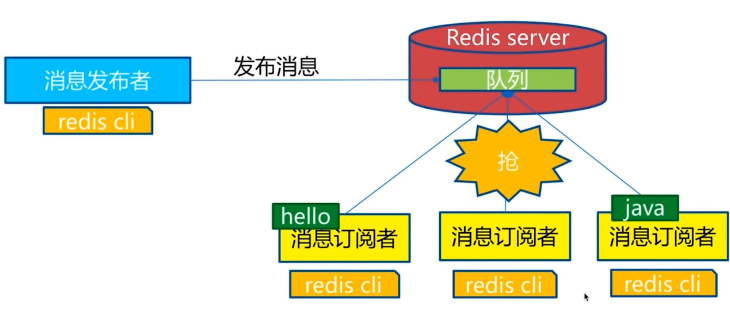 Redis server
消息发布者
发布消息
队列
redis cli
抢
hello
java
消息订阅者
消息订阅者
消息订阅者
redis cli
redis cli
redis cli